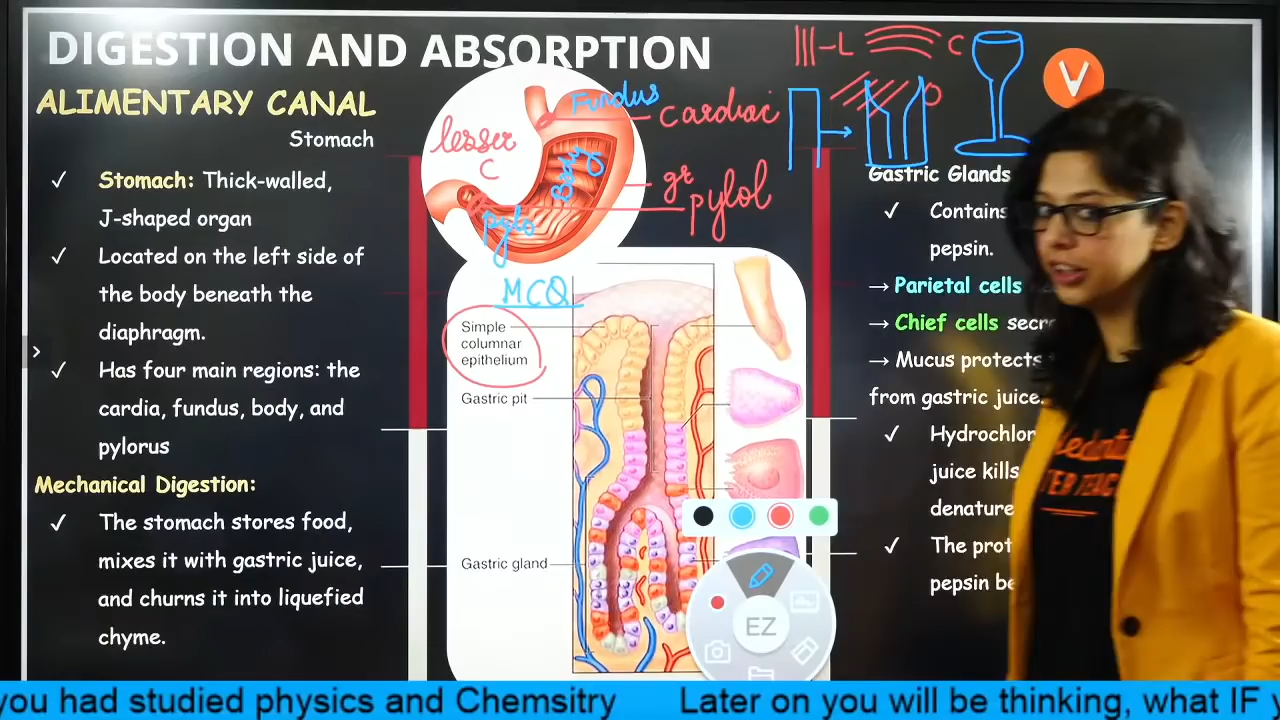 DIGESTION AND ABSORPTION
ALIMENTARY CANAL
Stomach
✓ Stomach: Thick-walled,
J-shaped organ
✓ Located on the left side of
the body beneath the
diaphragm.
✓ Has four main regions: the
cardia, fundus, body, and
pylorus
Mechanical Digestion:
✓ The stomach stores food,
mixes it with gastric juice,
and churns it into liquefied
chyme.
Fundus
cardiac
lesser
C
Body
gr
pylol
pylo
MCQ
Simple
columnar
epithelium
Gastric pit
Gastric gland
EZ
L
C
O
V
Gastric Glands
✓ Contains
pepsin.
→ Parietal cells
→ Chief cells secre
→ Mucus protects
from gastric juice.
✓ Hydrochlor
juice kills
denature
✓ The prot
pepsin be
you had studied physics and Chemsitry
Later on you will be thinking, what IF y